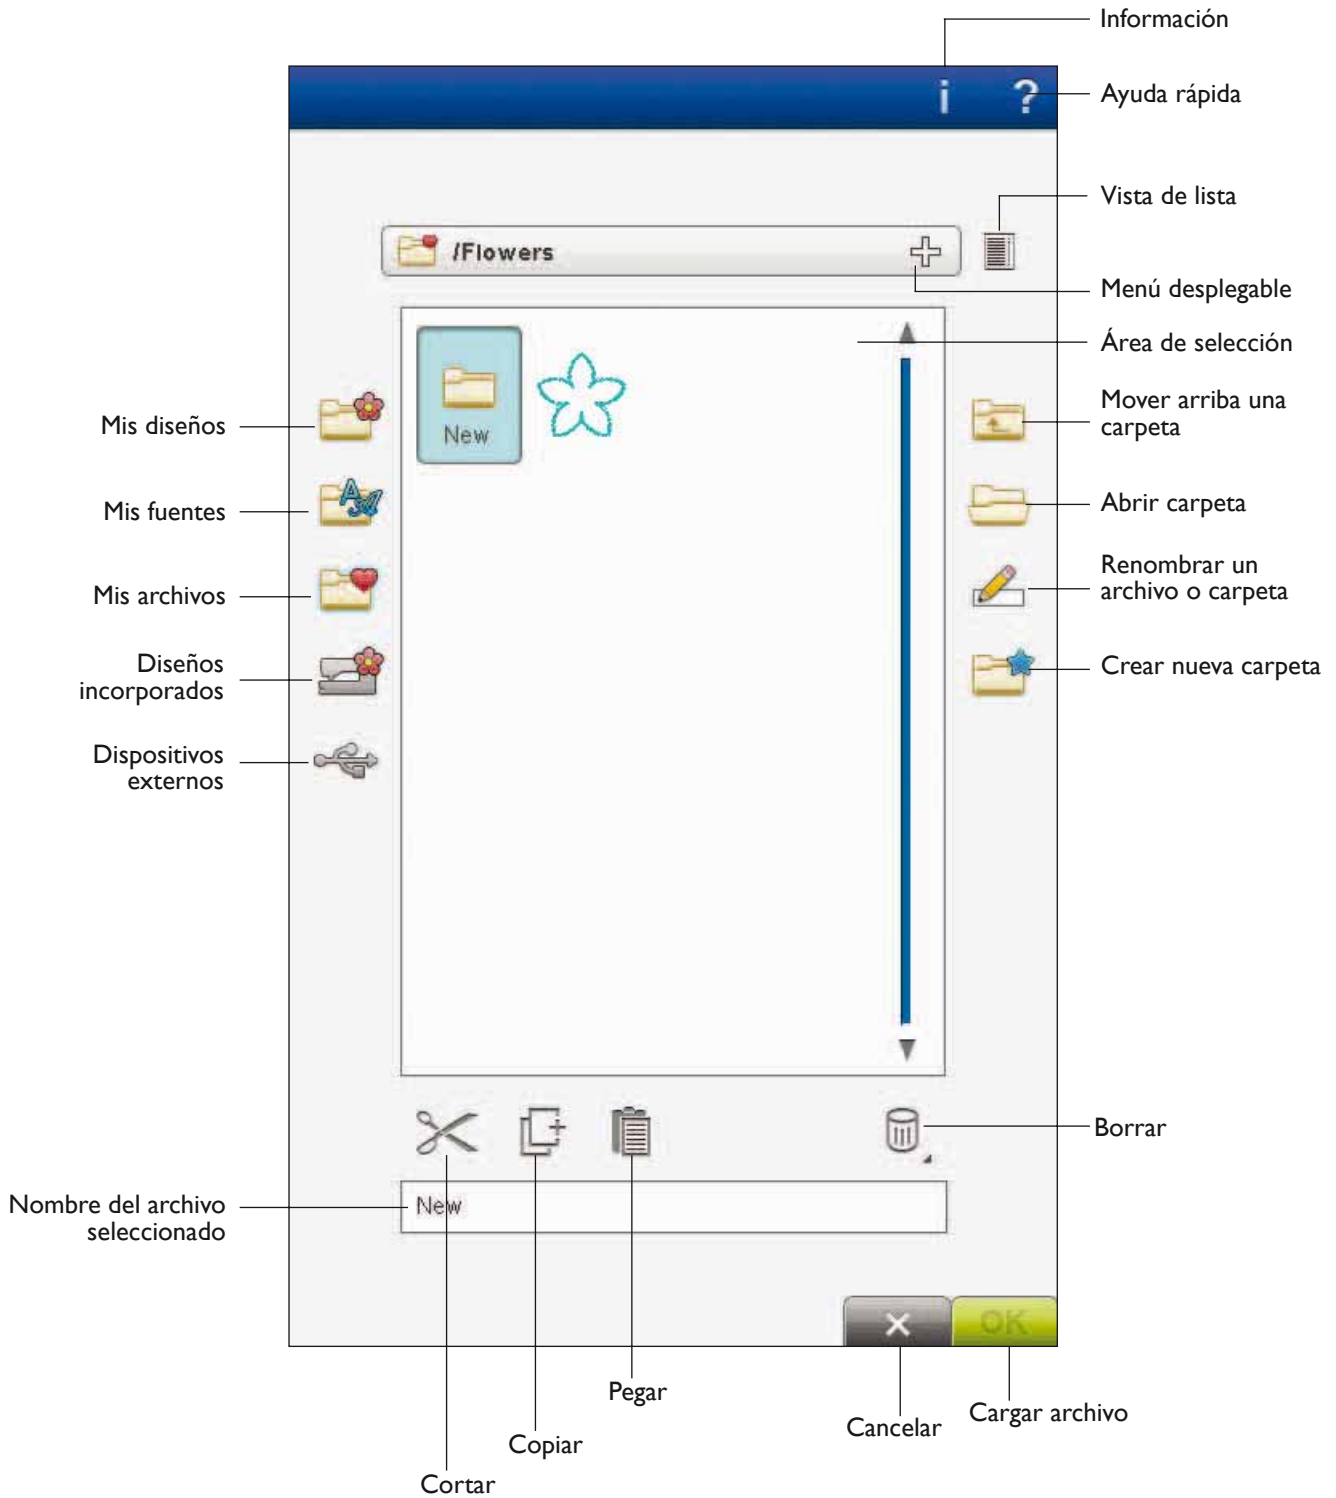 Información
i
?
Ayuda rápida
Vista de lista
/Flowers
Menú desplegable
Área de selección
New
Mover arriba una
carpeta
Mis diseños
Mis fuentes
Abrir carpeta
Mis archivos
Renombrar un
archivo o carpeta
Diseños
incorporados
Crear nueva carpeta
Dispositivos
externos
Borrar
Nombre del archivo
seleccionado
New
OK
Pegar
Cancelar
Cargar archivo
Copiar
Cortar